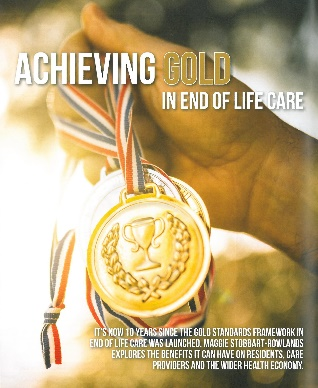 ACHIEVING GOLD
IN END OF LIFE CARE
IT'S NOW 10 YEARS SINCE THE GOLD STANDARDS FRAMEWORK IN
END OF LIFE CARE WAS LAUNCHED. MAGGIE STOBBART-ROWLANDS
EXPLORES THE BENEFITS IT CAN HAVE ON RESIDENTS, CARE
PROVIDERS AND THE WIDER HEALTH ECONOMY.